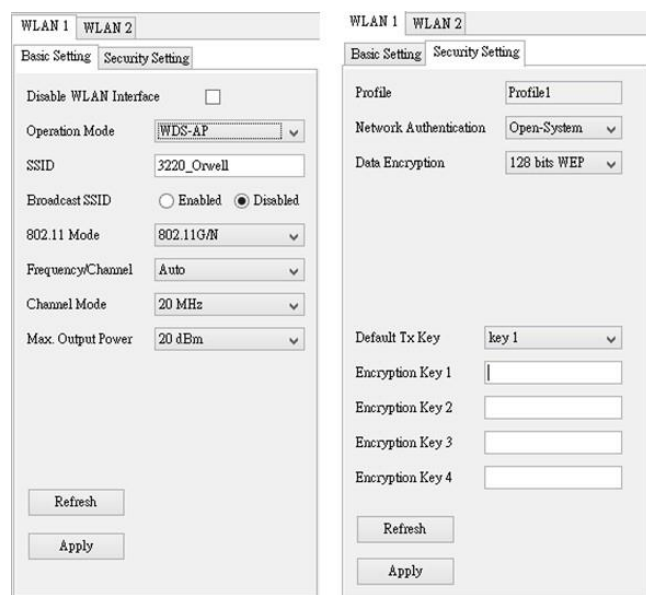 WLAN 1 WLAN 2
Basic Setting Security Setting
Disable WLAN Interface
Operation Mode WDS-AP
SSID 3220_Orwell
Broadcast SSID Enabled Disabled
802.11 Mode 802.11G/N
Frequency/Channel Auto
Channel Mode 20 MHz
Max. Output Power 20 dBm
Refresh
Apply
WLAN 1 WLAN 2
Basic Setting Security Setting
Profile Profile1
Network Authentication Open-System
Data Encryption 128 bits WEP
Default Tx Key key 1
Encryption Key 1
Encryption Key 2
Encryption Key 3
Encryption Key 4
Refresh
Apply